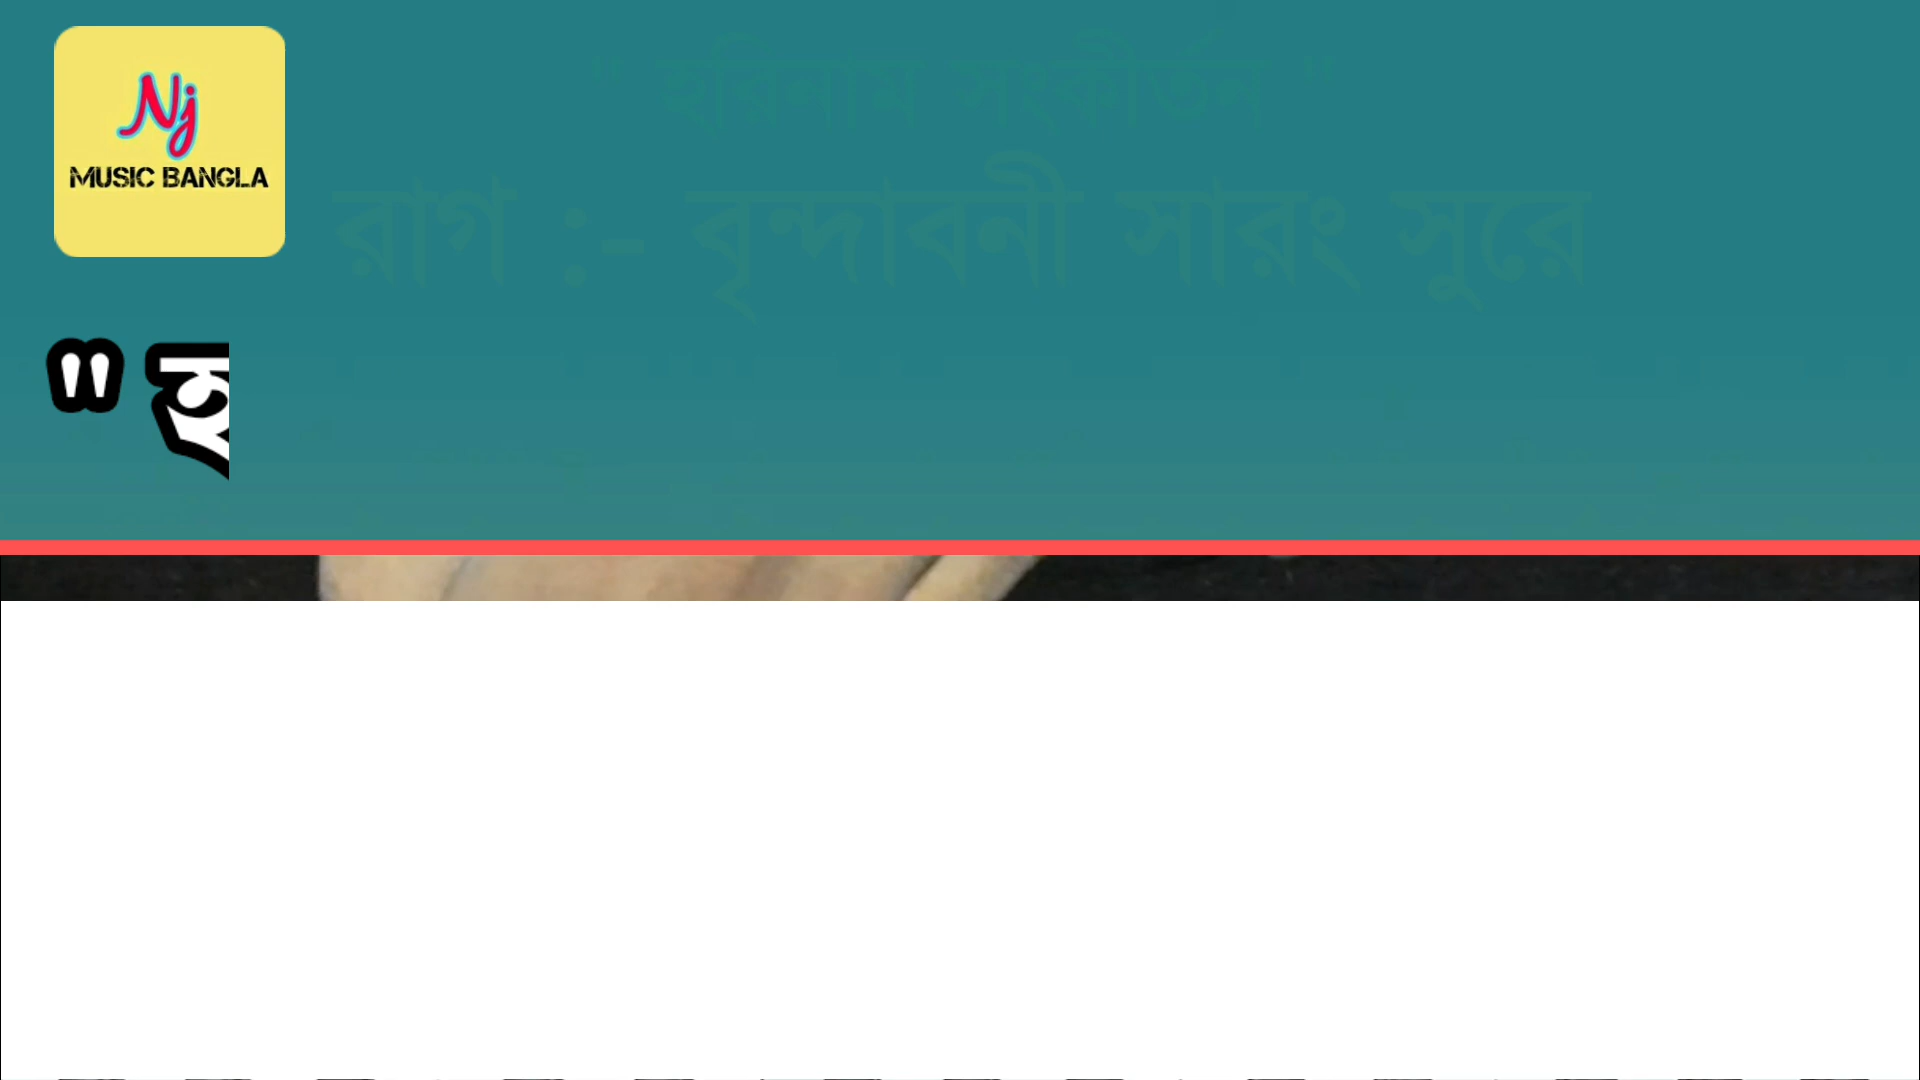 Nj
MUSIC BANGLA
" হরিনাম সংকীর্তন "
রাগ :- বৃন্দাবনী সারং সুরে
" হ